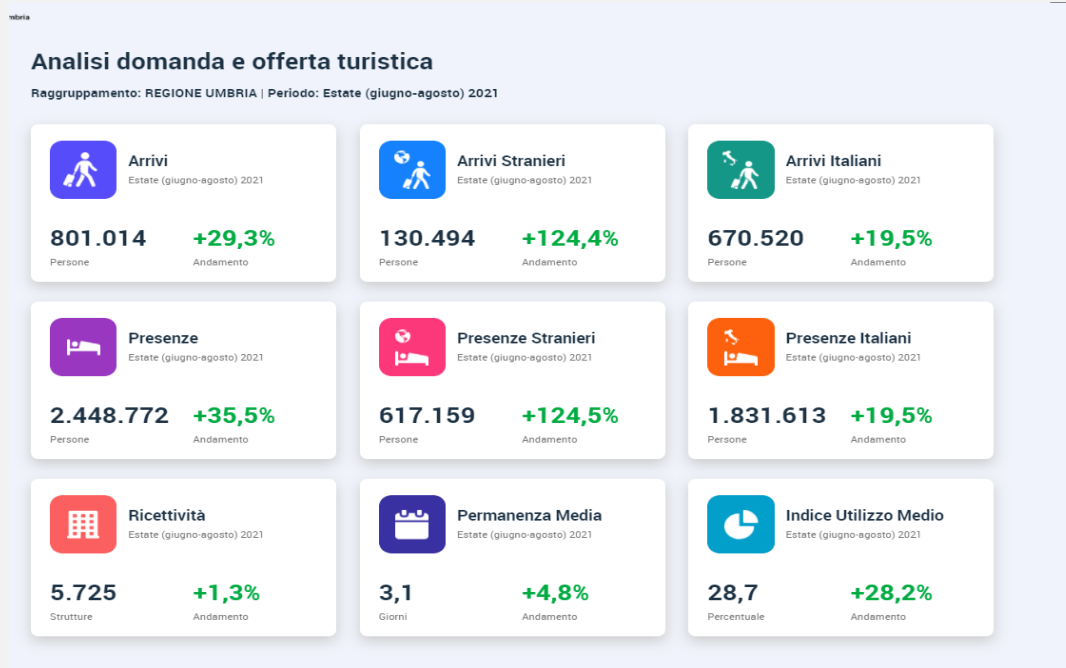 mbria
Analisi domanda e offerta turistica
Raggruppamento: REGIONE UMBRIA | Periodo: Estate (giugno-agosto) 2021
Arrivi
Estate (giugno-agosto) 2021
801.014 +29,3%
Persone Andamento
Arrivi Stranieri
Estate (giugno-agosto) 2021
130.494 +124,4%
Persone Andamento
Arrivi Italiani
Estate (giugno-agosto) 2021
670.520 +19,5%
Persone Andamento
Presenze
Estate (giugno-agosto) 2021
2.448.772 +35,5%
Persone Andamento
Presenze Stranieri
Estate (giugno-agosto) 2021
617.159 +124,5%
Persone Andamento
Presenze Italiani
Estate (giugno-agosto) 2021
1.831.613 +19,5%
Persone Andamento
Ricettività
Estate (giugno-agosto) 2021
5.725 +1,3%
Strutture Andamento
Permanenza Media
Estate (giugno-agosto) 2021
3,1 +4,8%
Giorni Andamento
Indice Utilizzo Medio
Estate (giugno-agosto) 2021
28,7 +28,2%
Percentuale Andamento